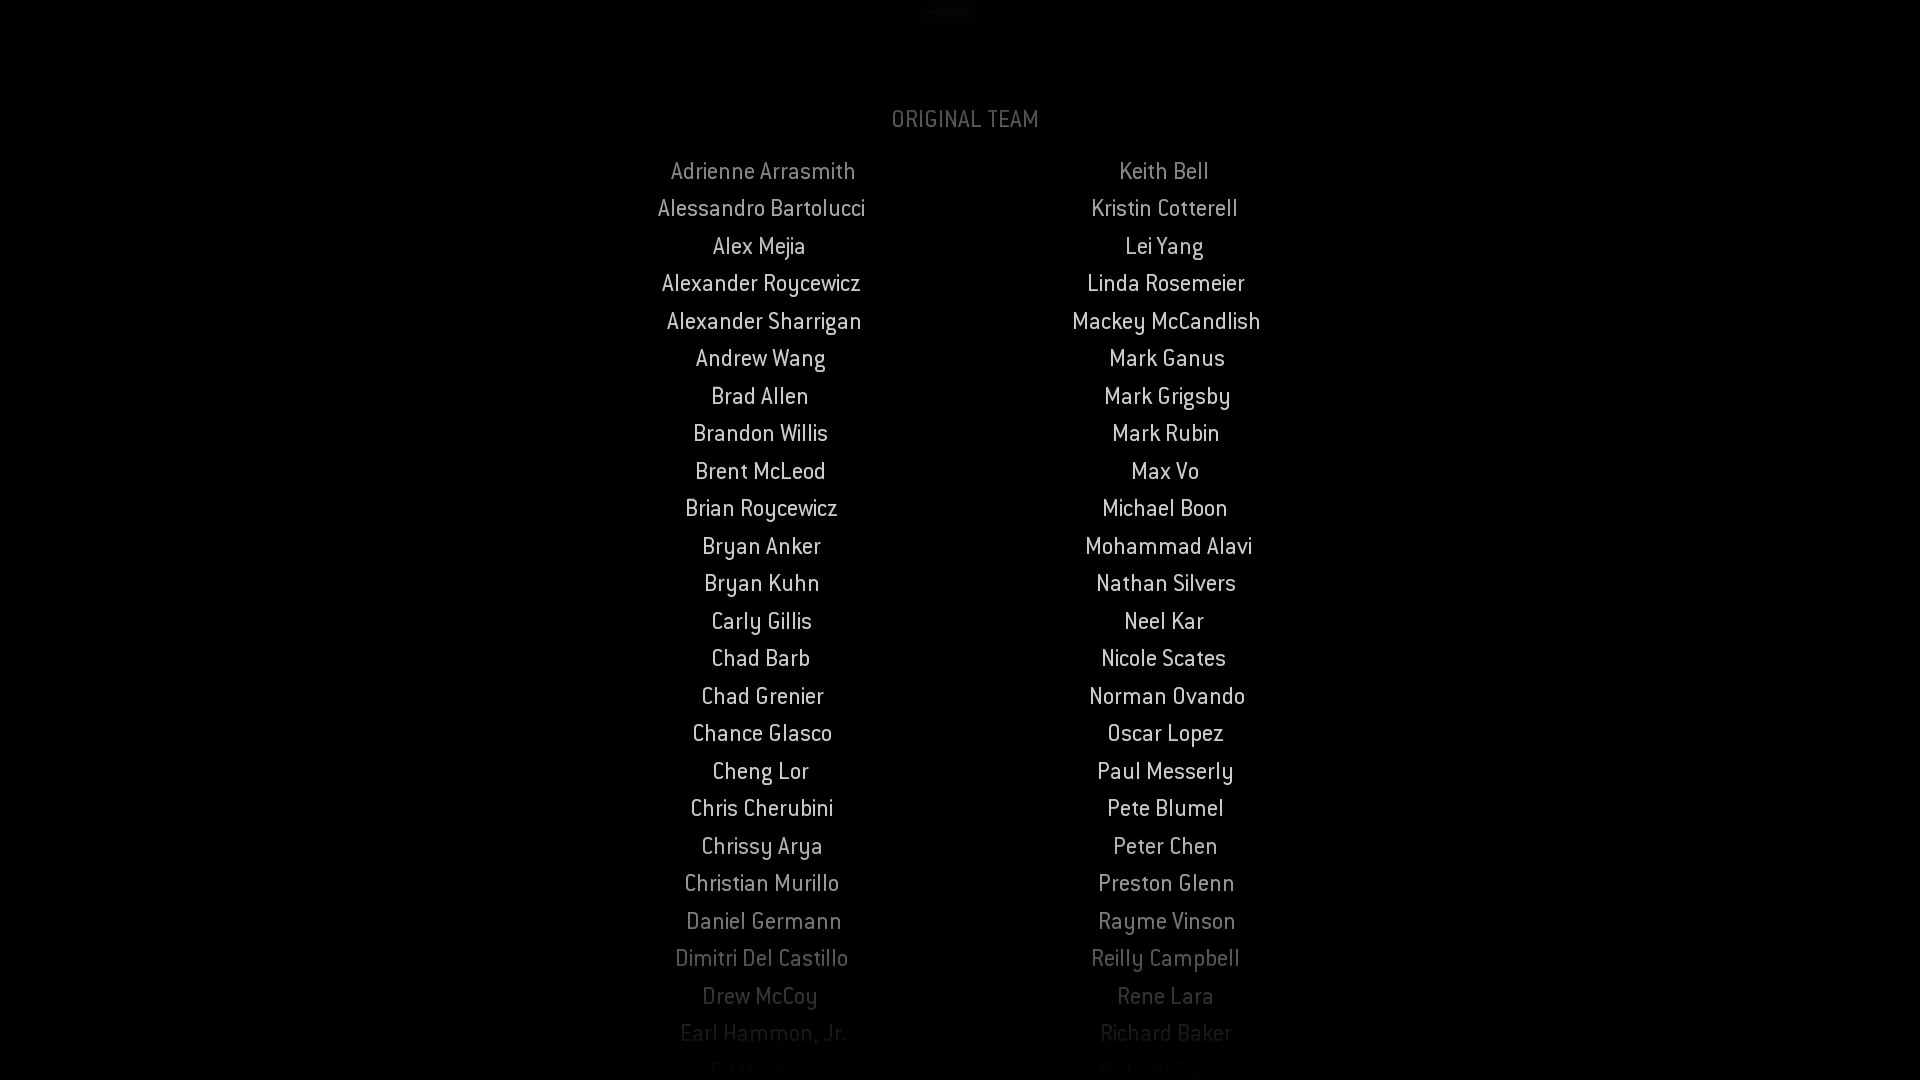 ORIGINAL TEAM
Adrienne Arrasmith
Alessandro Bartolucci
Alex Mejia
Alexander Roycewicz
Alexander Sharrigan
Andrew Wang
Brad Allen
Brandon Willis
Brent McLeod
Brian Roycewicz
Bryan Anker
Bryan Kuhn
Carly Gillis
Chad Barb
Chad Grenier
Chance Glasco
Cheng Lor
Chris Cherubini
Chrissy Arya
Christian Murillo
Daniel Germann
Dimitri Del Castillo
Drew McCoy
Earl Hammon, Jr.
Keith Bell
Kristin Cotterell
Lei Yang
Linda Rosemeier
Mackey McCandlish
Mark Ganus
Mark Grigsby
Mark Rubin
Max Vo
Michael Boon
Mohammad Alavi
Nathan Silvers
Neel Kar
Nicole Scates
Norman Ovando
Oscar Lopez
Paul Messerly
Pete Blumel
Peter Chen
Preston Glenn
Rayme Vinson
Reilly Campbell
Rene Lara
Richard Baker